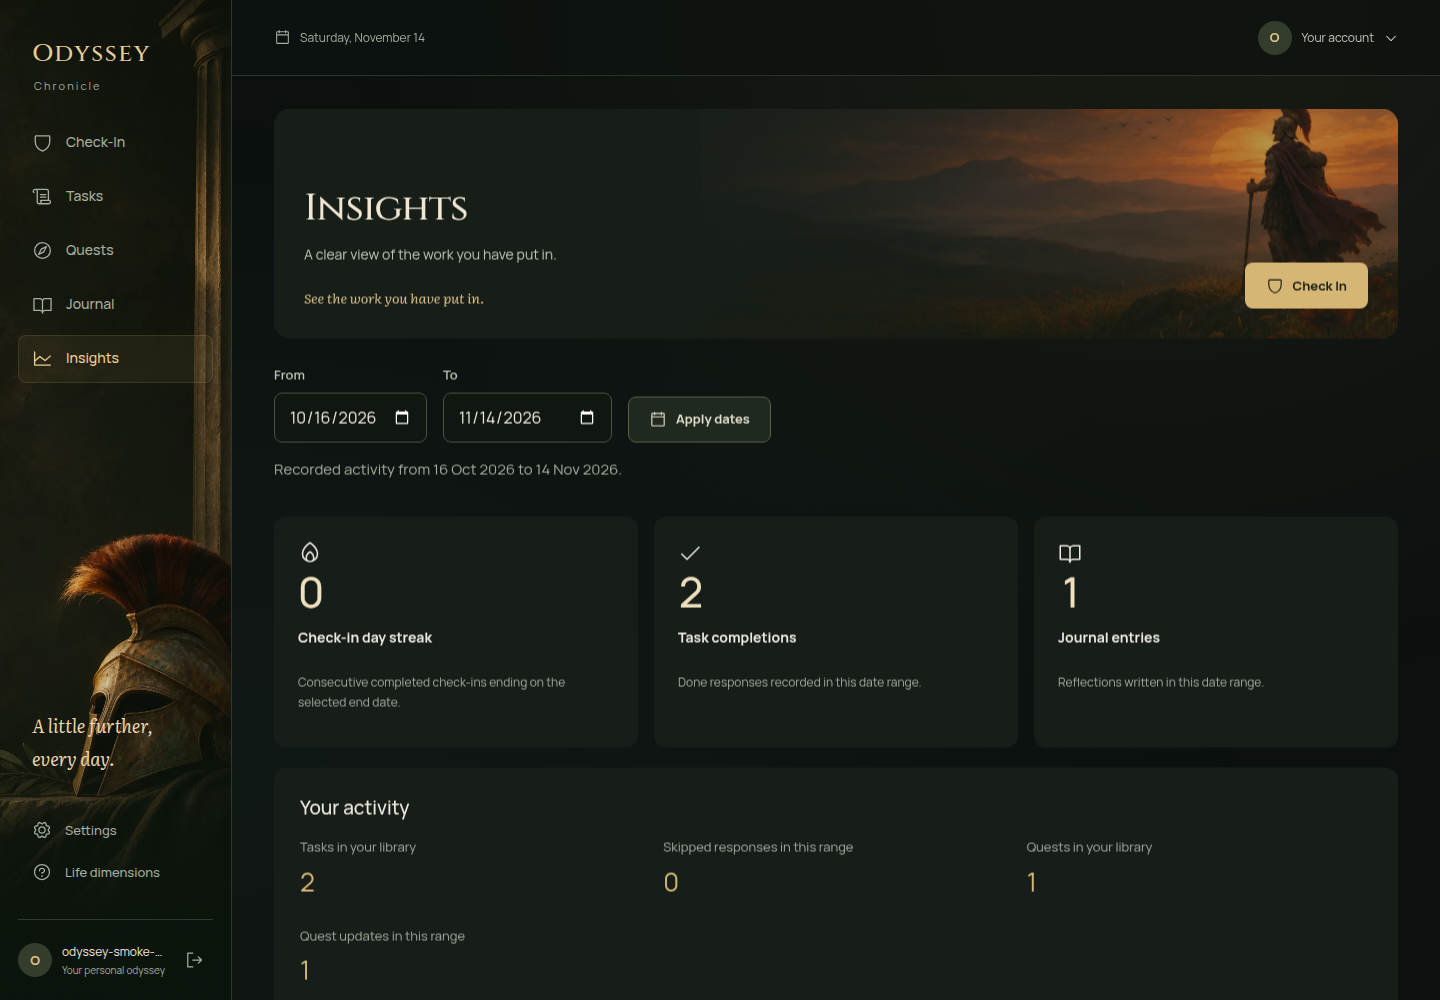 ODYSSEY
Chronicle
Check-In
Tasks
Quests
Journal
Insights
A little further,
every day.
Settings
Life dimensions
O
odyssey-smoke-...
Your personal odyssey
Saturday, November 14
O
Your account
INSIGHTS
A clear view of the work you have put in.
See the work you have put in.
Check In
From
To
10/16/2026
11/14/2026
Apply dates
Recorded activity from 16 Oct 2026 to 14 Nov 2026.
0
Check-in day streak
Consecutive completed check-ins ending on the
selected end date.
2
Task completions
Done responses recorded in this date range.
1
Journal entries
Reflections written in this date range.
Your activity
Tasks in your library
2
Skipped responses in this range
0
Quests in your library
1
Quest updates in this range
1